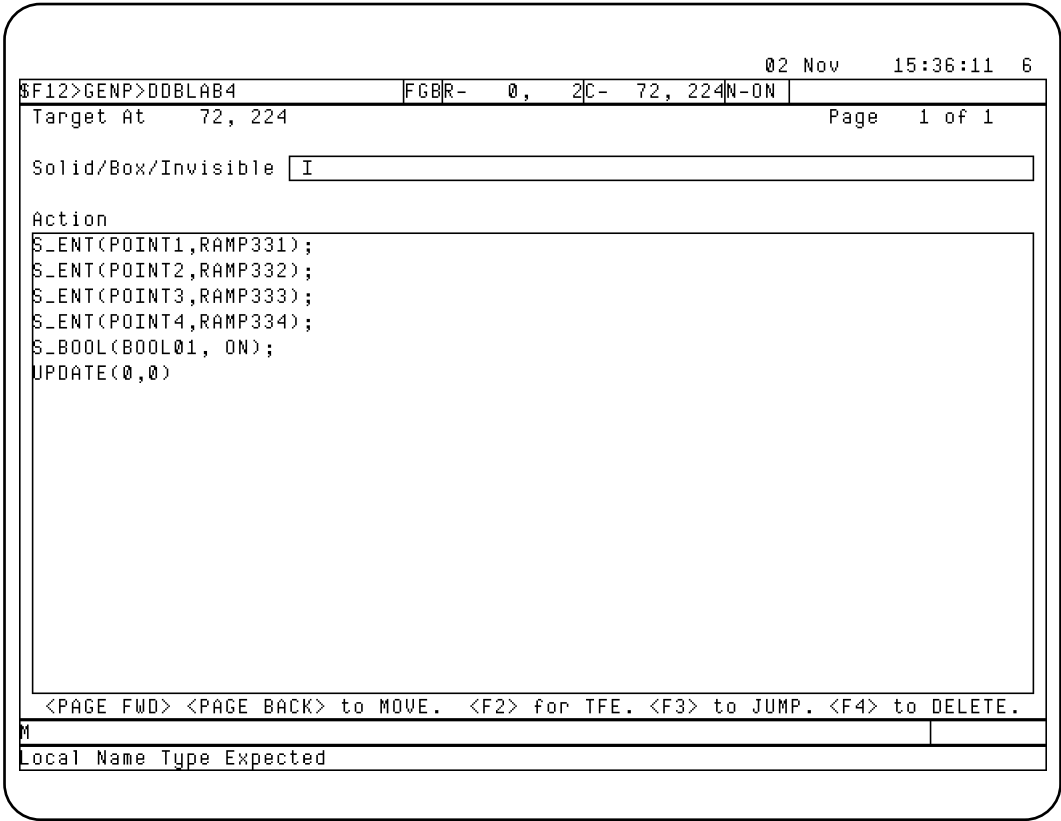 02 Nov 15:36:11 6
$F12>GENP>DDBLAB4 FGB R- 0, 2 C- 72, 224 N-ON
Target At 72, 224 Page 1 of 1
Solid/Box/Invisible I
Action
S_ENT(POINT1,RAMP331);
S_ENT(POINT2,RAMP332);
S_ENT(POINT3,RAMP333);
S_ENT(POINT4,RAMP334);
S_BOOL(BOOL01, ON);
UPDATE(0,0)
<PAGE FWD> <PAGE BACK> to MOVE. <F2> for TFE. <F3> to JUMP. <F4> to DELETE.
M
Local Name Type Expected